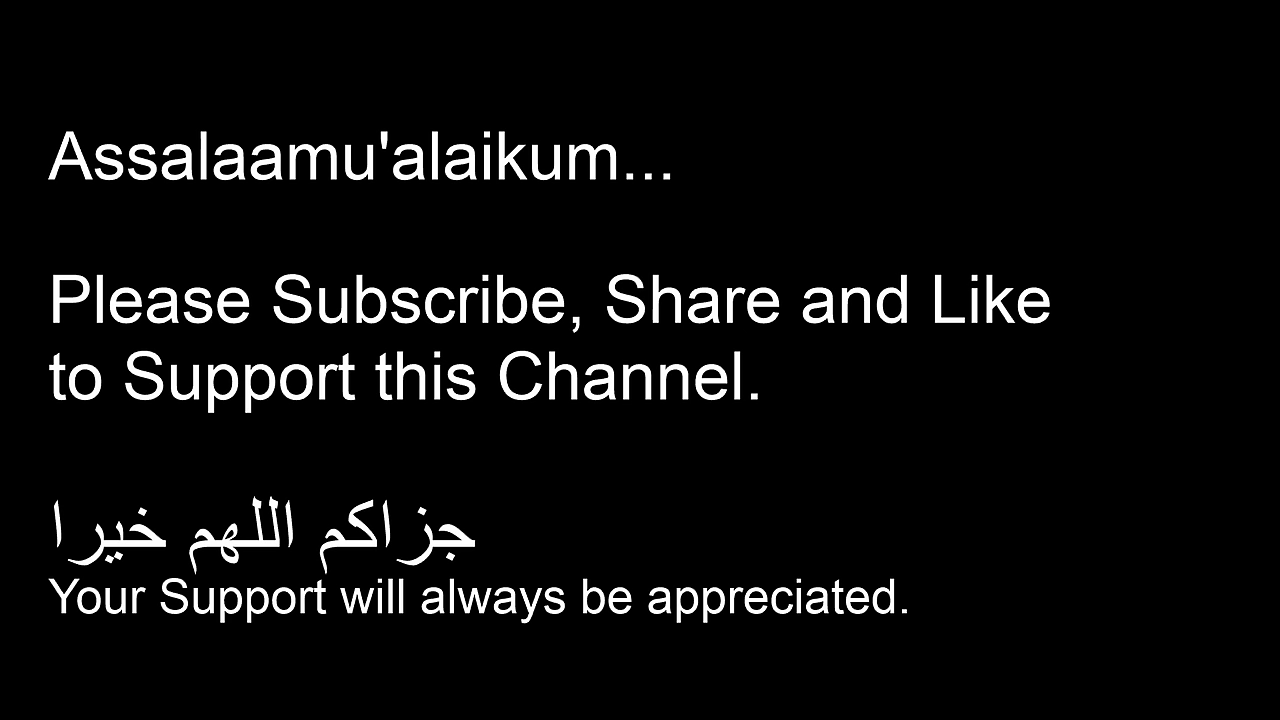 Assalaamu'alaikum...
Please Subscribe, Share and Like
to Support this Channel.
جزاكم اللهم خيرا
Your Support will always be appreciated.